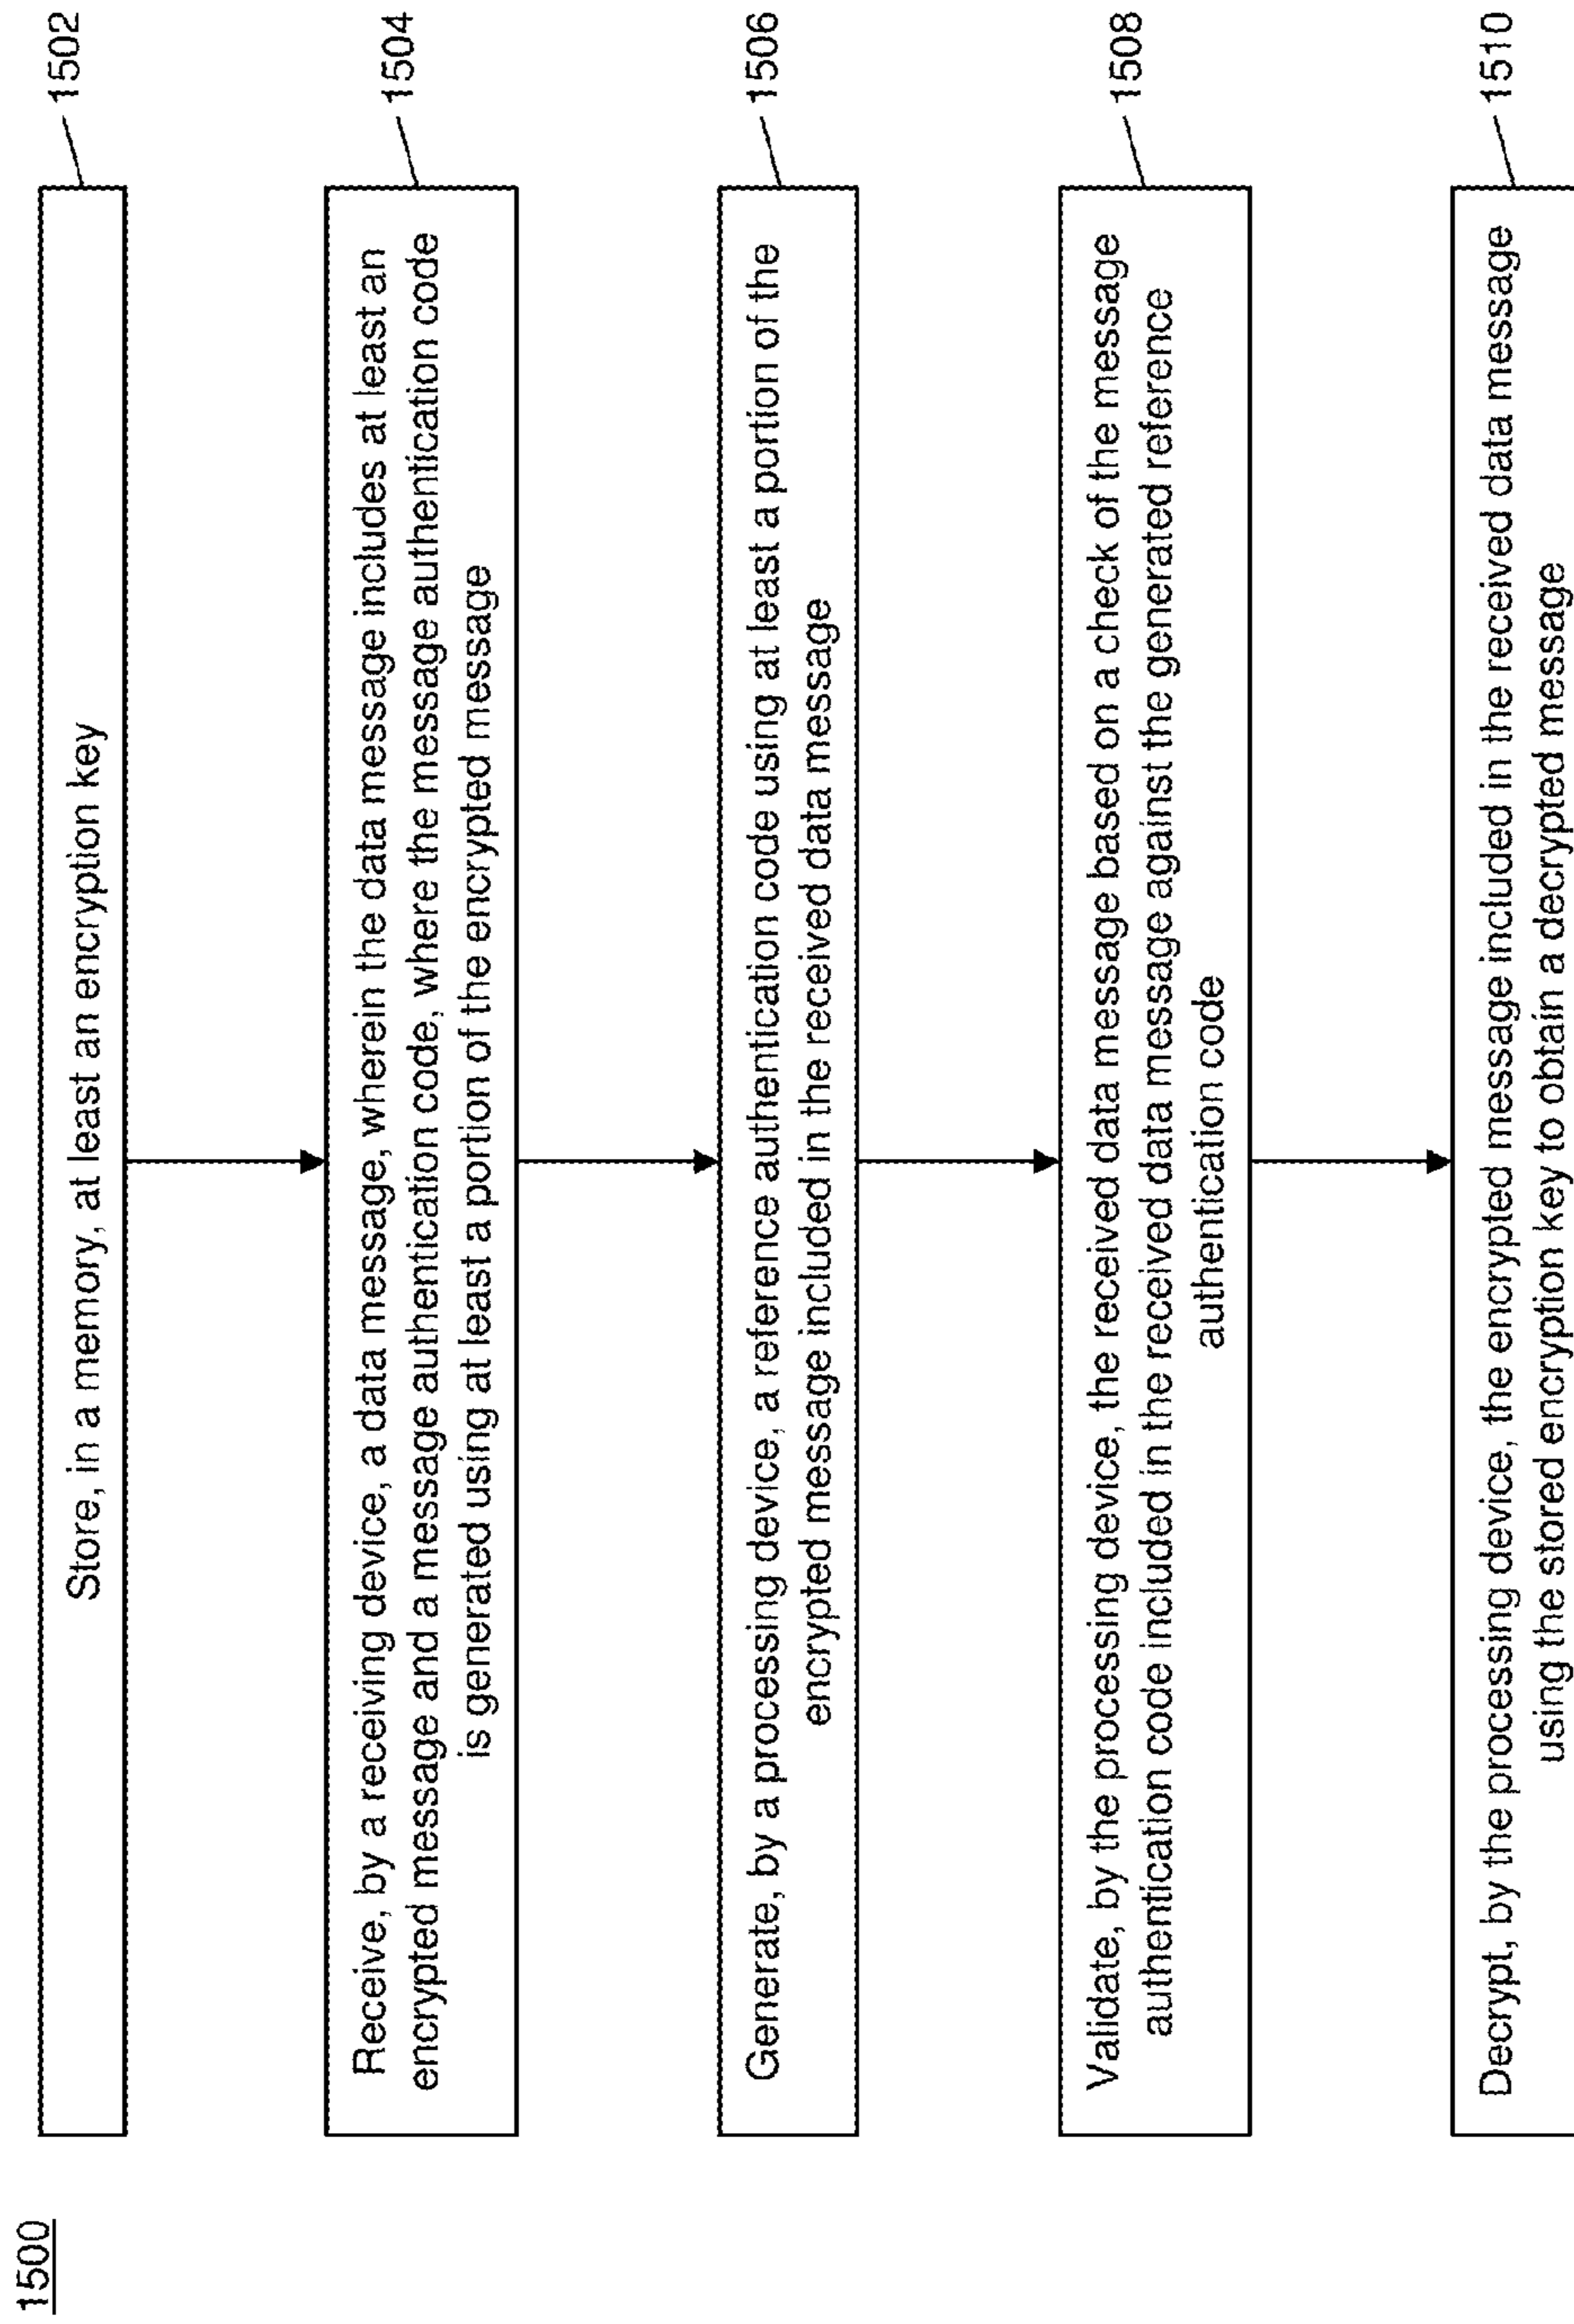 1500
Store, in a memory, at least an encryption key
1502
Receive, by a receiving device, a data message, wherein the data message includes at least an
encrypted message and a message authentication code, where the message authentication code
is generated using at least a portion of the encrypted message
1504
Generate, by a processing device, a reference authentication code using at least a portion of the
encrypted message included in the received data message
1506
Validate, by the processing device, the received data message based on a check of the message
authentication code included in the received data message against the generated reference
authentication code
1508
Decrypt, by the processing device, the encrypted message included in the received data message
using the stored encryption key to obtain a decrypted message
1510